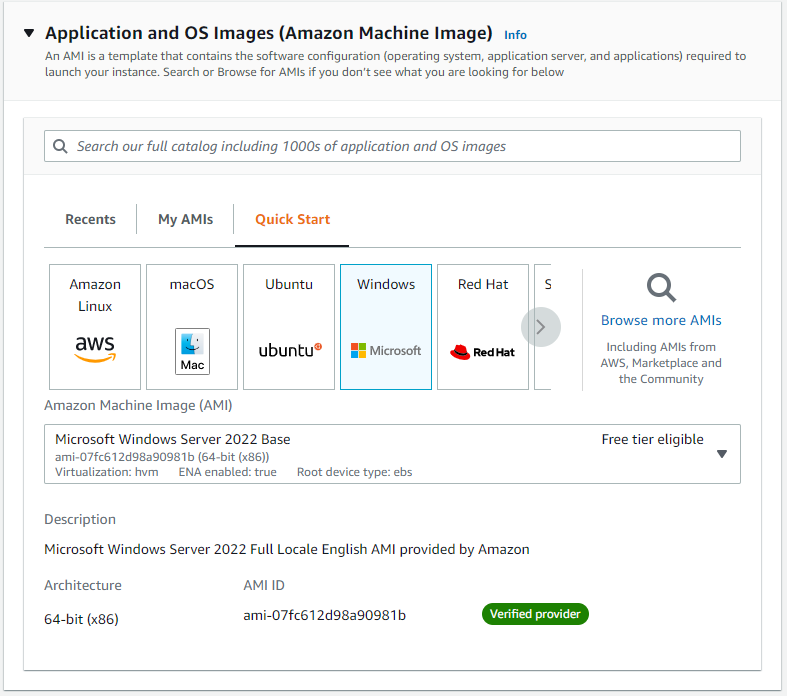 Application and OS Images (Amazon Machine Image) Info
An AMI is a template that contains the software configuration (operating system, application server, and applications) required to
launch your instance. Search or Browse for AMIs if you don't see what you are looking for below
Search our full catalog including 1000s of application and OS images
Recents
My AMIs
Quick Start
Amazon
Linux
aws
macOS
Mac
Ubuntu
ubuntu
Windows
Microsoft
Red Hat
Red Hat
S
Browse more AMIs
Including AMIs from
AWS, Marketplace and
the Community
Amazon Machine Image (AMI)
Microsoft Windows Server 2022 Base
Free tier eligible
ami-07fc612d98a90981b (64-bit (x86))
Virtualization: hvm ENA enabled: true Root device type: ebs
Description
Microsoft Windows Server 2022 Full Locale English AMI provided by Amazon
Architecture
AMI ID
64-bit (x86)
ami-07fc612d98a90981b
Verified provider